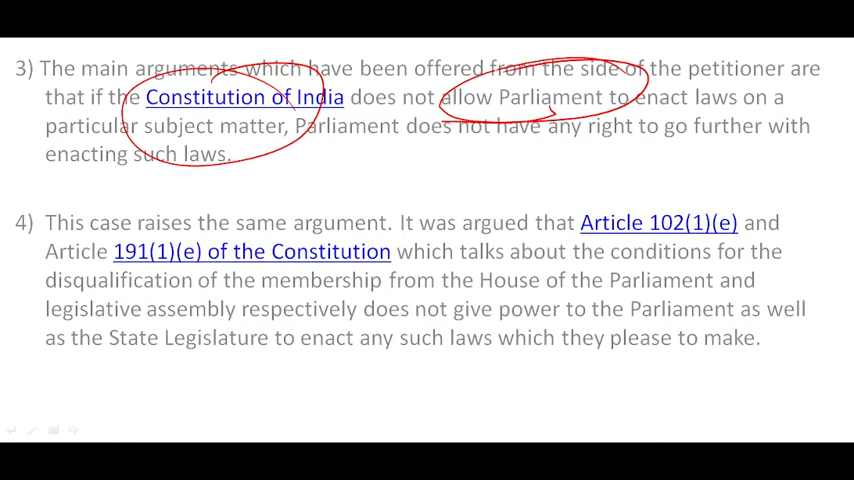 3) The main arguments which have been offered from the side of the petitioner are
that if the Constitution of India does not allow Parliament to enact laws on a
particular subject matter, Parliament does not have any right to go further with
enacting such laws.
4) This case raises the same argument. It was argued that Article 102(1)(e) and
Article 191(1)(e) of the Constitution which talks about the conditions for the
disqualification of the membership from the House of the Parliament and
legislative assembly respectively does not give power to the Parliament as well
as the State Legislature to enact any such laws which they please to make.